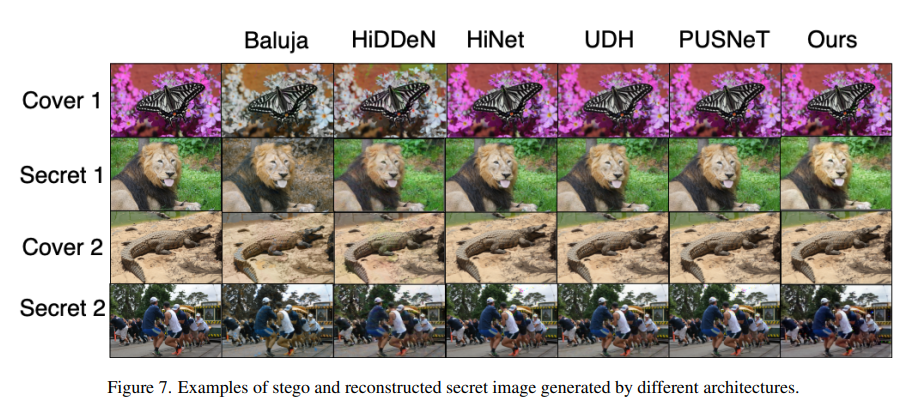 Baluja HiDDeN HiNet UDH PUSNeT Ours
Cover 1
Secret 1
Cover 2
Secret 2
Figure 7. Examples of stego and reconstructed secret image generated by different architectures.